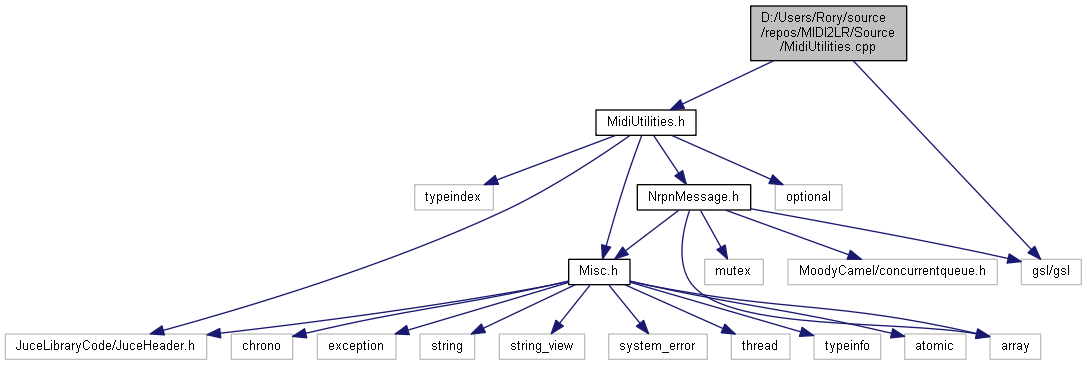 D:/Users/Rory/source
/repos/MIDI2LR/Source
/MidiUtilities.cpp
MidiUtilities.h
typeindex
NrpnMessage.h
optional
Misc.h
mutex
MoodyCamel/concurrentqueue.h
gsl/gsl
JuceLibraryCode/JuceHeader.h
chrono
exception
string
string_view
system_error
thread
typeinfo
atomic
array